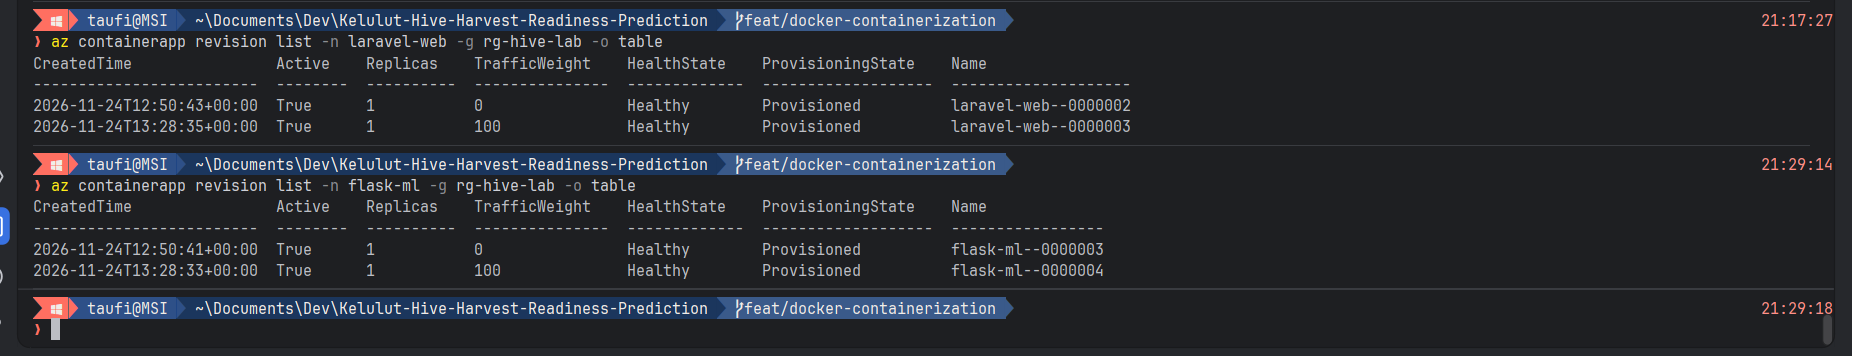 taufi@MSI ~\Documents\Dev\Kelulut-Hive-Harvest-Readiness-Prediction feat/docker-containerization 21:17:27
❯ az containerapp revision list -n laravel-web -g rg-hive-lab -o table
CreatedTime Active Replicas TrafficWeight HealthState ProvisioningState Name
------------------------- -------- ---------- --------------- ------------- ------------------- --------------------
2026-11-24T12:50:43+00:00 True 1 0 Healthy Provisioned laravel-web--0000002
2026-11-24T13:28:35+00:00 True 1 100 Healthy Provisioned laravel-web--0000003
taufi@MSI ~\Documents\Dev\Kelulut-Hive-Harvest-Readiness-Prediction feat/docker-containerization 21:29:14
❯ az containerapp revision list -n flask-ml -g rg-hive-lab -o table
CreatedTime Active Replicas TrafficWeight HealthState ProvisioningState Name
------------------------- -------- ---------- --------------- ------------- ------------------- -----------------
2026-11-24T12:50:41+00:00 True 1 0 Healthy Provisioned flask-ml--0000003
2026-11-24T13:28:33+00:00 True 1 100 Healthy Provisioned flask-ml--0000004
taufi@MSI ~\Documents\Dev\Kelulut-Hive-Harvest-Readiness-Prediction feat/docker-containerization 21:29:18
❯